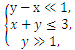 y − x ≪ 1,
x + y ≤ 3,
y ≫ 1,